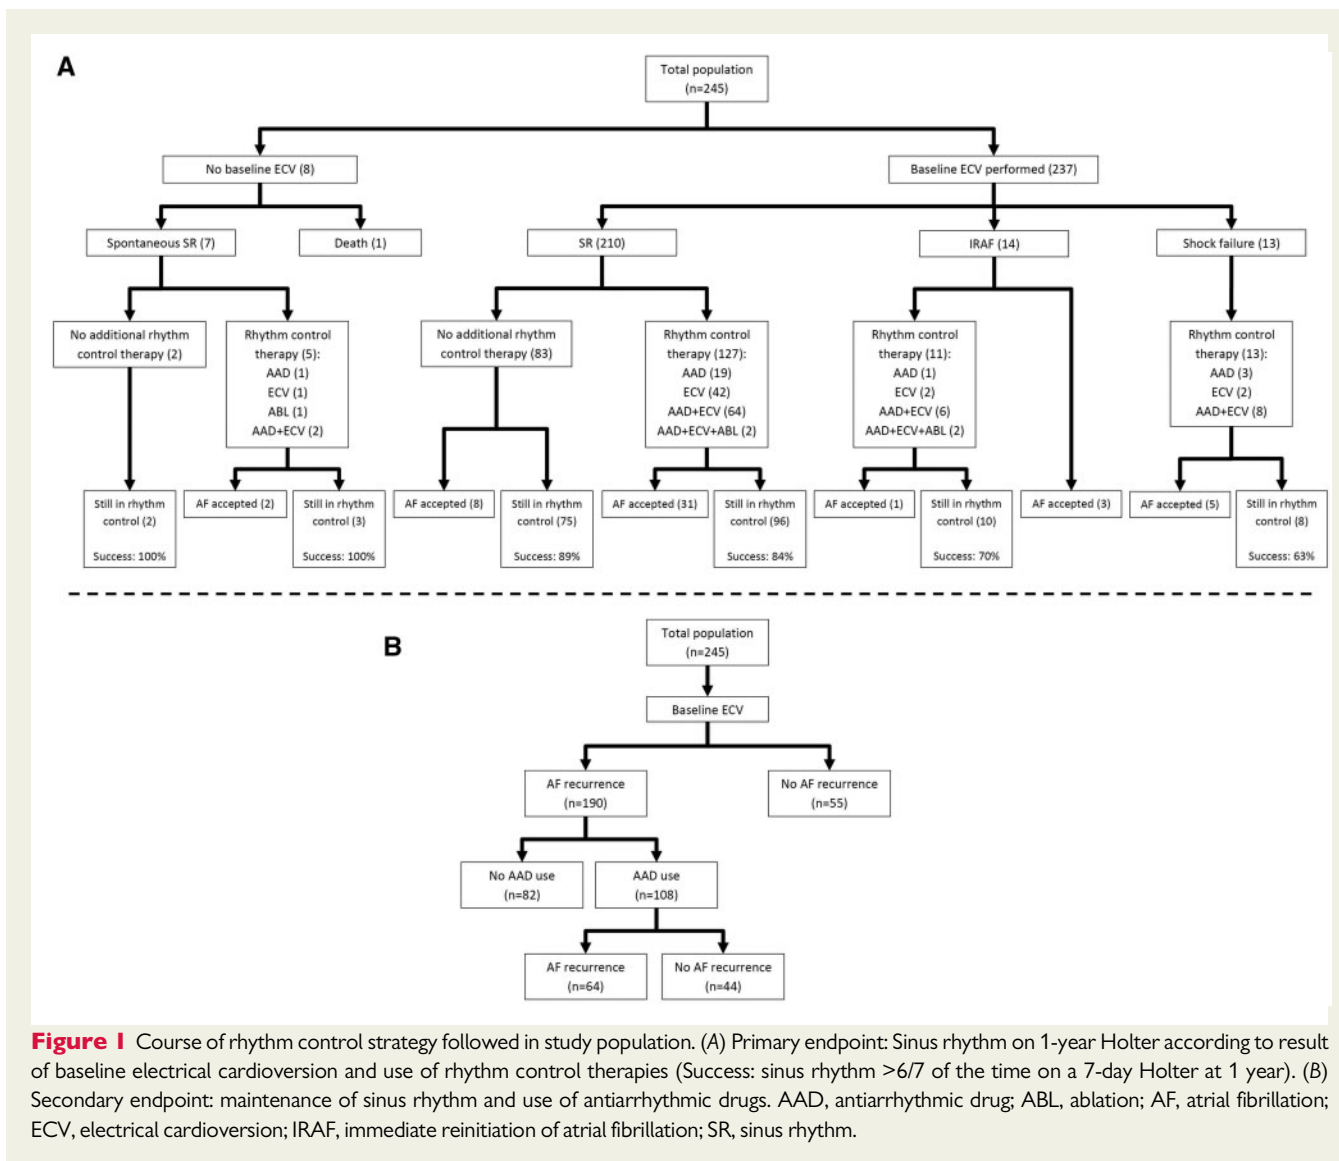 A
Total population
(n=245)
No baseline ECV (8)
Baseline ECV performed (237)
Spontaneous SR (7)
Death (1)
SR (210)
IRAF (14)
Shock failure (13)
No additional rhythm
control therapy (2)
Rhythm control
therapy (5):
AAD (1)
ECV (1)
ABL (1)
AAD+ECV (2)
No additional rhythm
control therapy (83)
Rhythm control
therapy (127):
AAD (19)
ECV (42)
AAD+ECV (64)
AAD+ECV+ABL (2)
Rhythm control
therapy (11):
AAD (1)
ECV (2)
AAD+ECV (6)
AAD+ECV+ABL (2)
Rhythm control
therapy (13):
AAD (3)
ECV (2)
AAD+ECV (8)
Still in rhythm
control (2)
Success: 100%
AF accepted (2)
Still in rhythm
control (3)
Success: 100%
AF accepted (8)
Still in rhythm
control (75)
Success: 89%
AF accepted (31)
Still in rhythm
control (96)
Success: 84%
AF accepted (1)
Still in rhythm
control (10)
Success: 70%
AF accepted (3)
AF accepted (5)
Still in rhythm
control (8)
Success: 63%
B
Total population
(n=245)
Baseline ECV
AF recurrence
(n=190)
No AF recurrence
(n=55)
No AAD use
(n=82)
AAD use
(n=108)
AF recurrence
(n=64)
No AF recurrence
(n=44)
Figure 1 Course of rhythm control strategy followed in study population. (A) Primary endpoint: Sinus rhythm on 1-year Holter according to result
of baseline electrical cardioversion and use of rhythm control therapies (Success: sinus rhythm >6/7 of the time on a 7-day Holter at 1 year). (B)
Secondary endpoint: maintenance of sinus rhythm and use of antiarrhythmic drugs. AAD, antiarrhythmic drug; ABL, ablation; AF, atrial fibrillation;
ECV, electrical cardioversion; IRAF, immediate reinitiation of atrial fibrillation; SR, sinus rhythm.